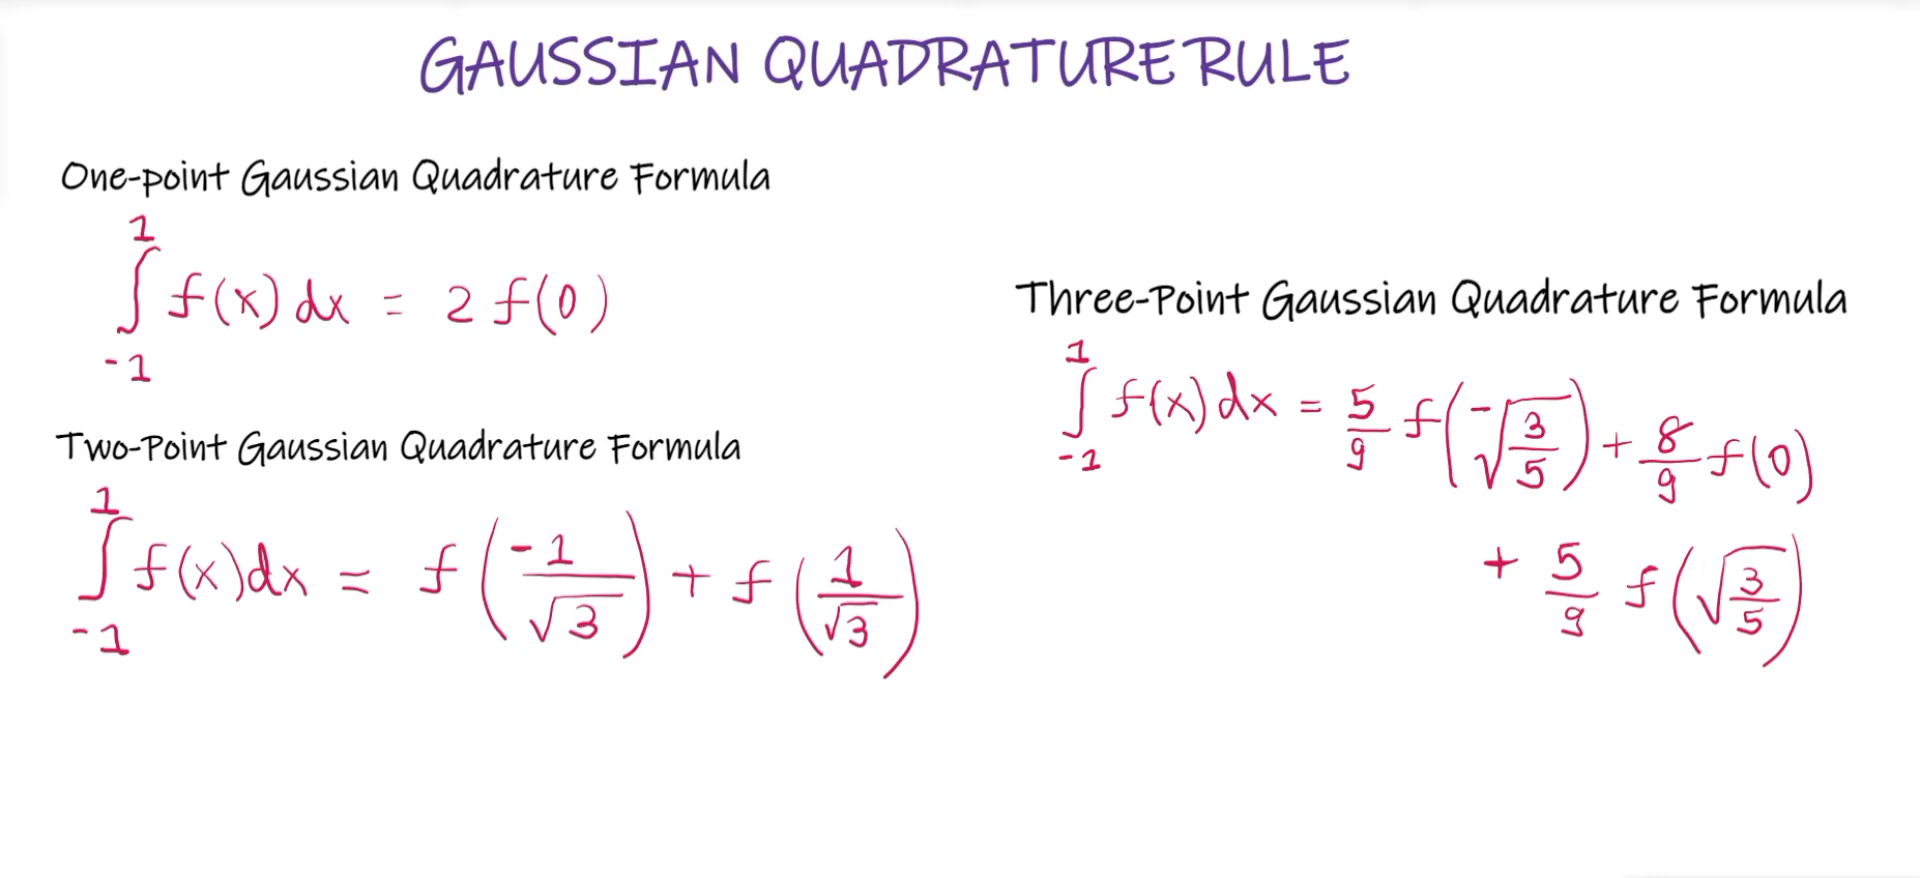 GAUSSIAN QUADRATURE RULE
One-point Gaussian Quadrature Formula
∫_{-1}^{1} f(x) dx = 2 f(0)
Two-Point Gaussian Quadrature Formula
∫_{-1}^{1} f(x) dx = f(-1/√3) + f(1/√3)
Three-Point Gaussian Quadrature Formula
∫_{-1}^{1} f(x) dx = 5/9 f(-√(3/5)) + 8/9 f(0)
+ 5/9 f(√(3/5))